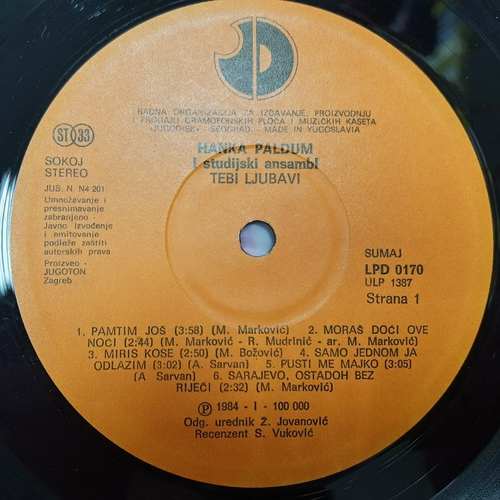 RADNA ORGANIZACIJA ZA IZDAVANJE, PROIZVODNJU
I PRODAJU GRAMOFONSKIH PLOČA I MUZIČKIH KASETA
"JUGODISK" - BEOGRAD. MADE IN YUGOSLAVIA
HANKA PALDUM
i studijski ansambl
TEBI LJUBAVI
ST 33
SOKOJ
STEREO
JUS. N. N4 201
Umnožavanje i
presnimavanje
zabranjeno -
Javno izvođenje
i emitovanje
podleže zaštiti
autorskih prava
Proizveo -
JUGOTON
Zagreb
SUMAJ
LPD 0170
ULP 1387
Strana 1
1. PAMTIM JOŠ (3:58) (M. Marković) 2. MORAŠ DOĆI OVE
NOĆI (2:44) (M. Marković - R. Mudrinić - ar. M. Marković)
3. MIRIS KOSE (2:50) (M. Božović) 4. SAMO JEDNOM JA
ODLAZIM (3:02) (A. Sarvan) 5. PUSTI ME MAJKO (3:05)
(A Sarvan) 6. SARAJEVO, OSTADOH BEZ
RIJEČI (2:32) (M. Marković)
Ⓟ 1984 - I - 100 000
Odg. urednik Ž. Jovanović
Recenzent S. Vuković